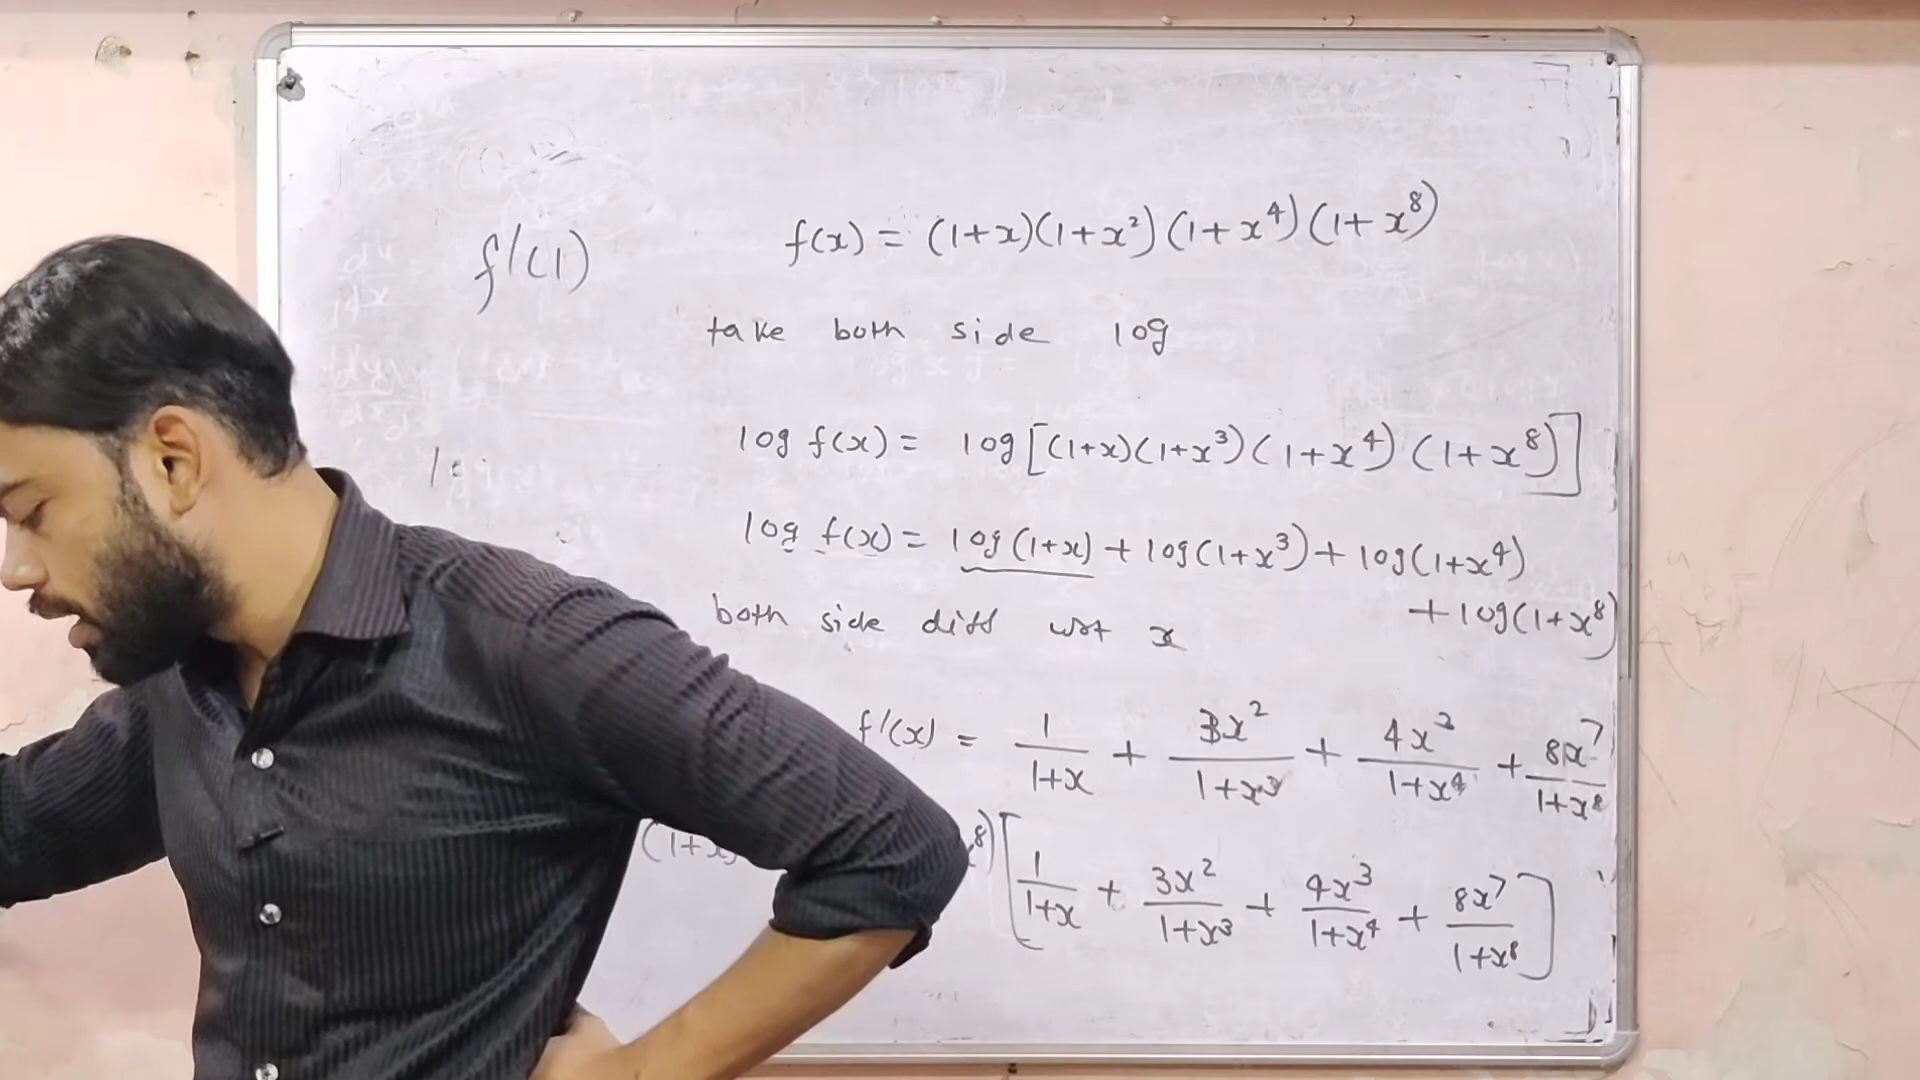 f'(1)
f(x) = (1+x)(1+x²)(1+x⁴)(1+x⁸)
take both side log
log f(x) = log[(1+x)(1+x³)(1+x⁴)(1+x⁸)]
log f(x) = log(1+x) + log(1+x³) + log(1+x⁴)
+ log(1+x⁸)
both side diff wrt x
f'(x) = 1/(1+x) + 3x²/(1+x³) + 4x³/(1+x⁴) + 8x⁷/(1+x⁸)
(1+x x⁸)[1/(1+x) + 3x²/(1+x³) + 4x³/(1+x⁴) + 8x⁷/(1+x⁸)]